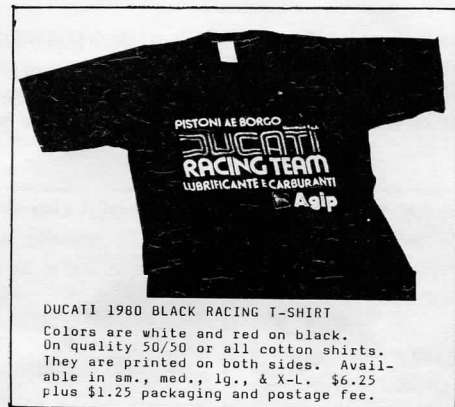 PISTONI AE BORGO
DUCATI
RACING TEAM
LUBRIFICANTE E CARBURANTI
Agip
DUCATI 1980 BLACK RACING T-SHIRT
Colors are white and red on black.
On quality 50/50 or all cotton shirts.
They are printed on both sides. Avail-
able in sm., med., lg., & X-L. $6.25
plus $1.25 packaging and postage fee.